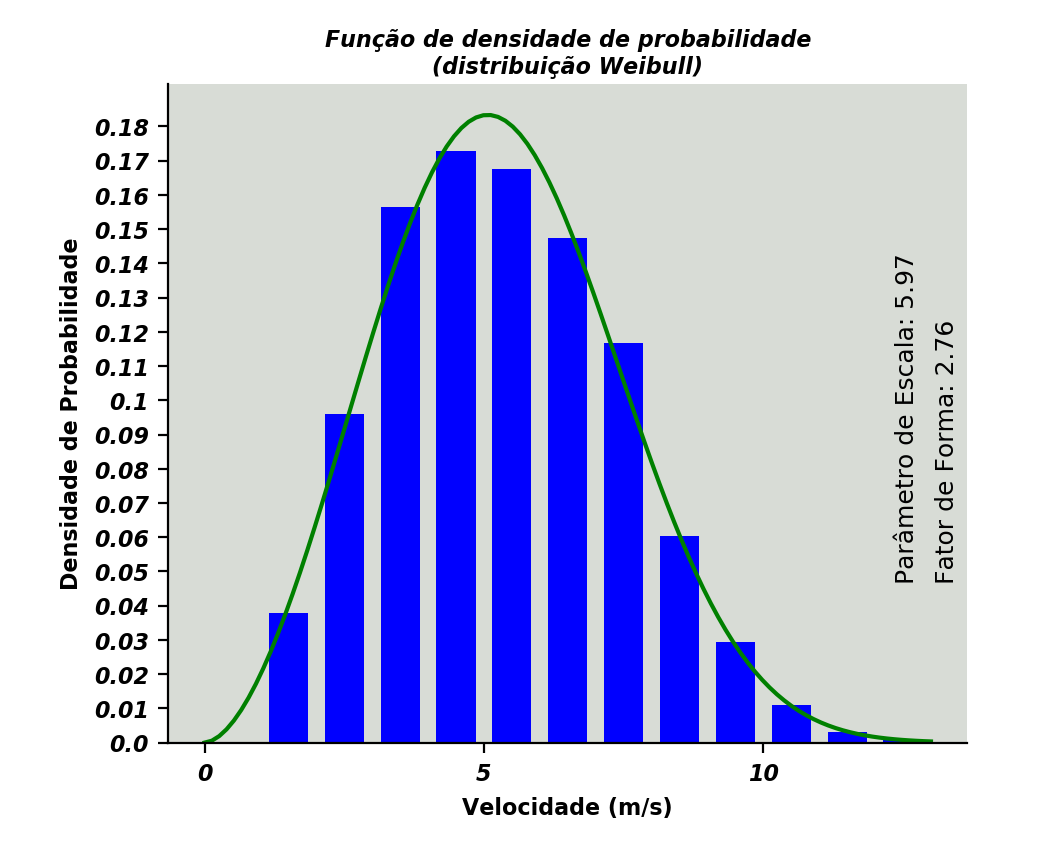 Função de densidade de probabilidade
(distribuição Weibull)
Densidade de Probabilidade
0.18
0.17
0.16
0.15
0.14
0.13
0.12
0.11
0.1
0.09
0.08
0.07
0.06
0.05
0.04
0.03
0.02
0.01
0.0
Parâmetro de Escala: 5.97
Fator de Forma: 2.76
0 5 10
Velocidade (m/s)